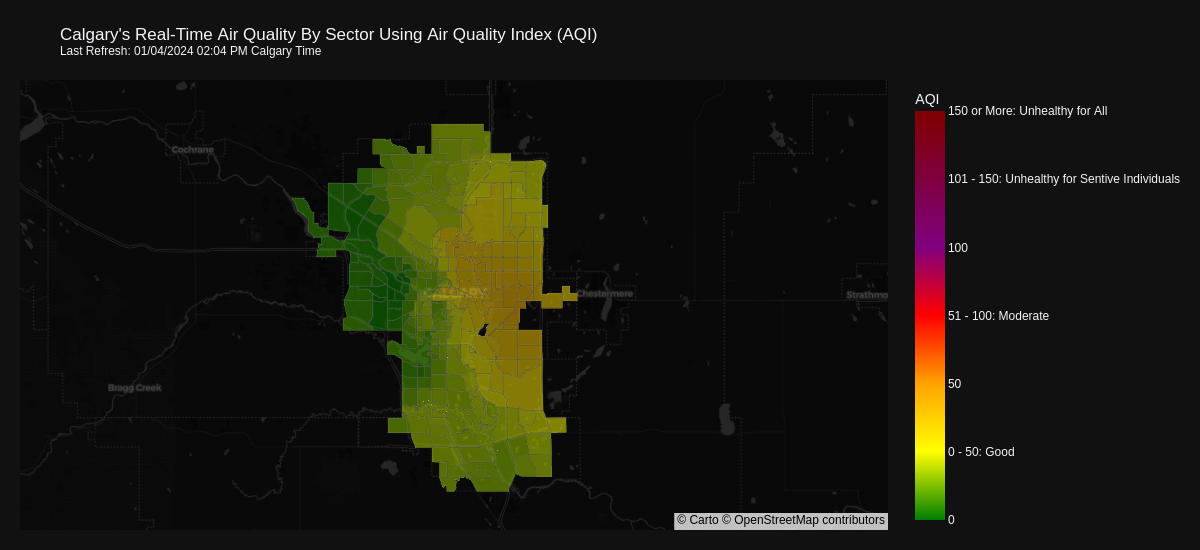 Calgary's Real-Time Air Quality By Sector Using Air Quality Index (AQI)
Last Refresh: 01/04/2024 02:04 PM Calgary Time
AQI
150 or More: Unhealthy for All
Cochrane
101 - 150: Unhealthy for Sentive Individuals
100
Chestermere
Strathmo
51 - 100: Moderate
50
Bragg Creek
0 - 50: Good
0
© Carto © OpenStreetMap contributors